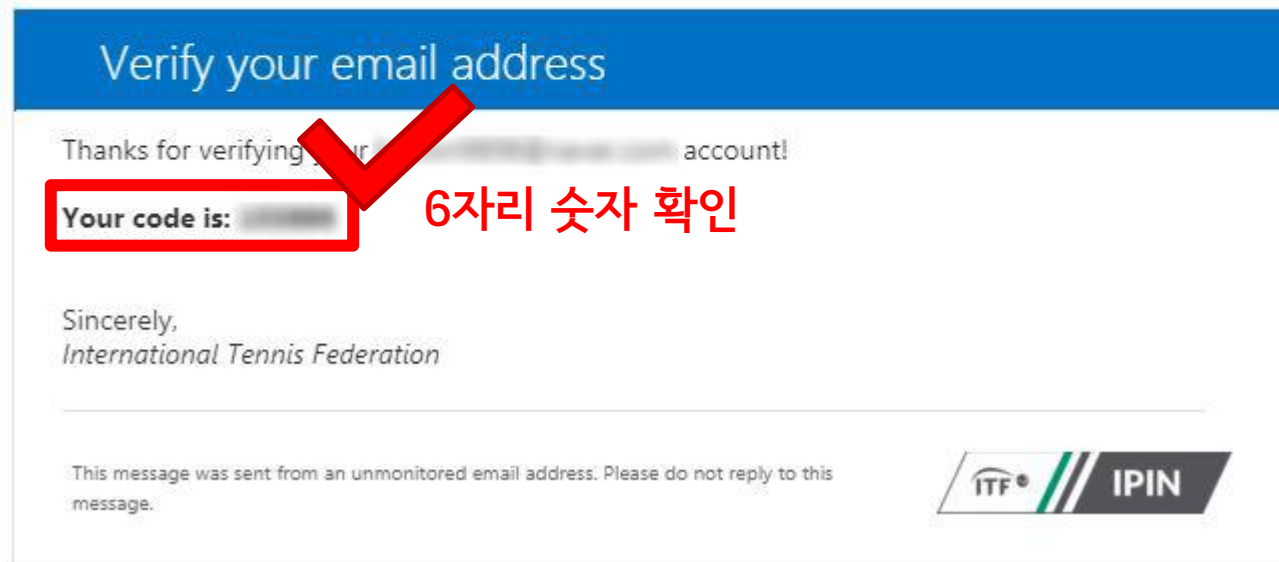 Verify your email address
Thanks for verifying your account!
Your code is:
6자리 숫자 확인
Sincerely,
International Tennis Federation
This message was sent from an unmonitored email address. Please do not reply to this
message.
ITF® IPIN